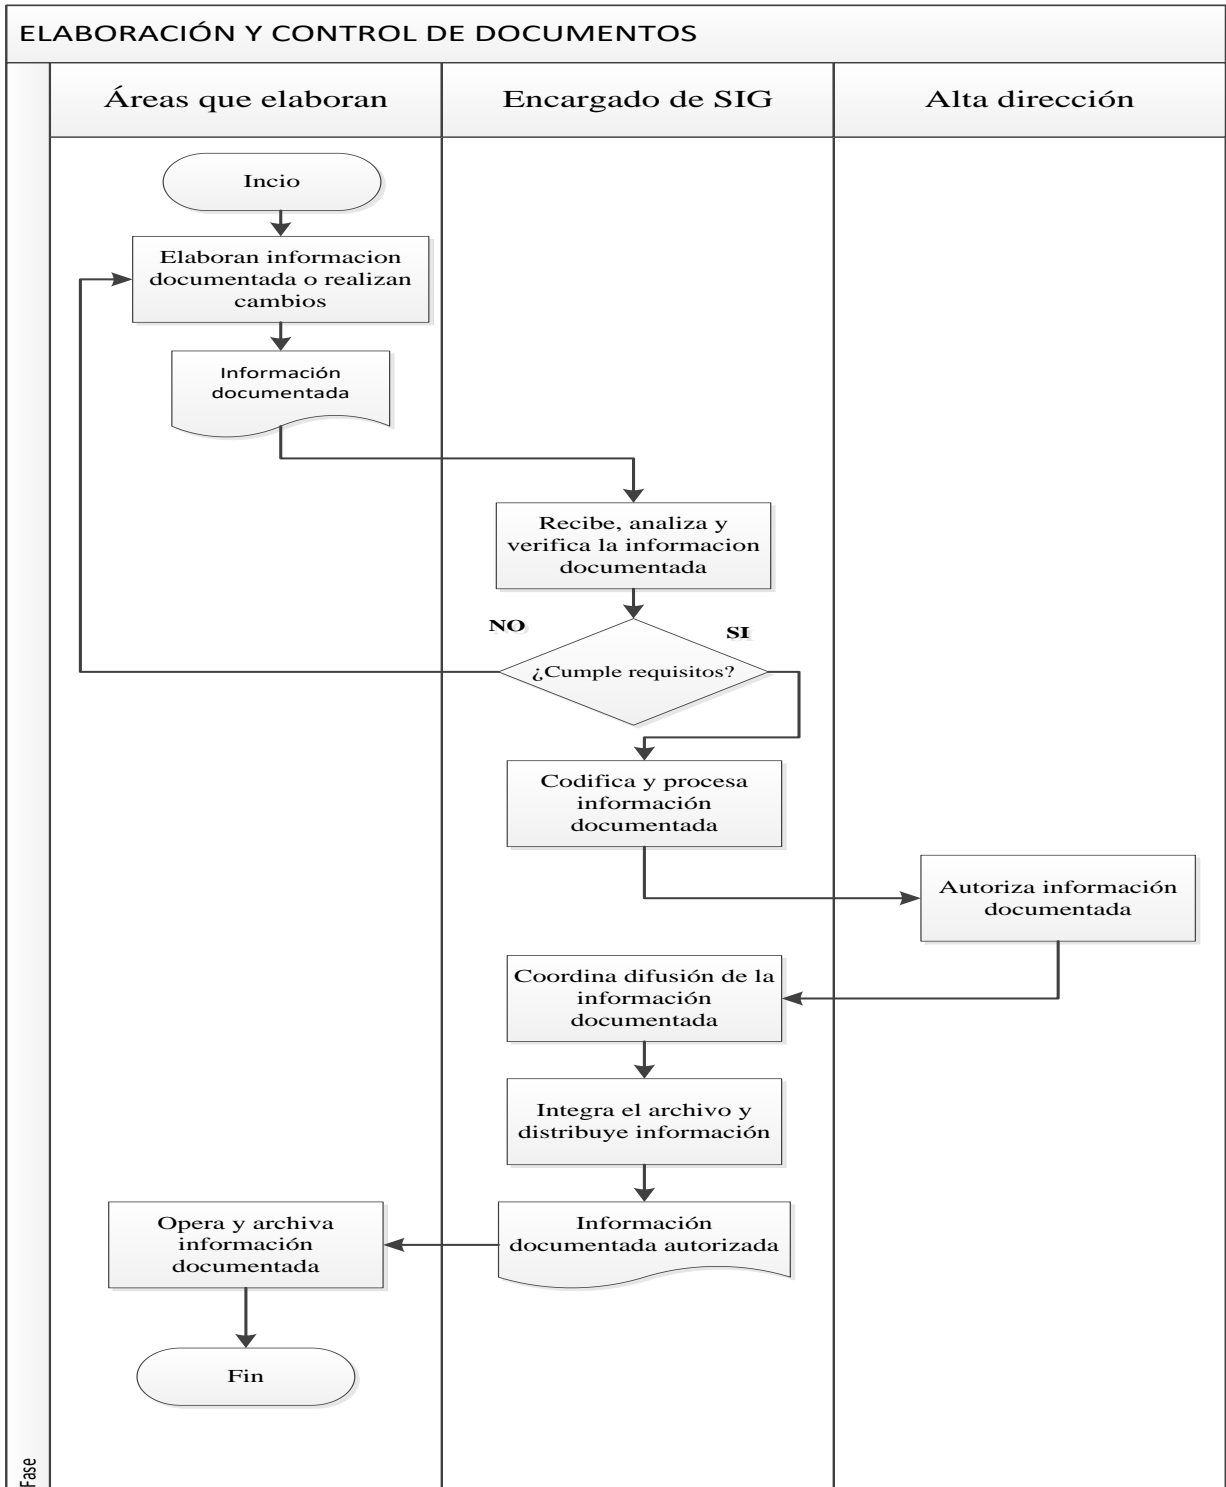 ELABORACIÓN Y CONTROL DE DOCUMENTOS
Áreas que elaboran
Encargado de SIG
Alta dirección
Incio
Elaboran informacion
documentada o realizan
cambios
Información
documentada
Recibe, analiza y
verifica la informacion
documentada
NO
SI
¿Cumple requisitos?
Codifica y procesa
información
documentada
Autoriza información
documentada
Coordina difusión de la
información
documentada
Integra el archivo y
distribuye información
Información
documentada autorizada
Opera y archiva
información
documentada
Fin
Fase